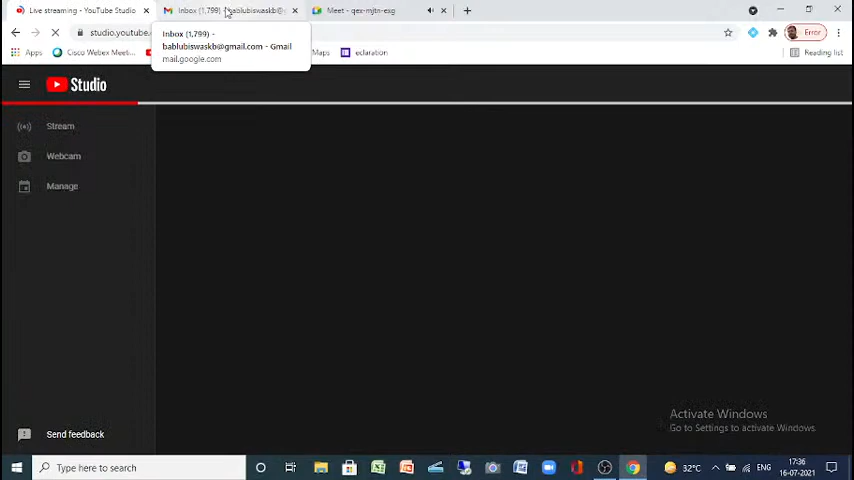 Live streaming - YouTube Studio
Inbox (1,799) - bablubiswaskb@
Meet - qex-mjtn-exg
studio.youtube.
Error
Inbox (1,799) -
bablubiswaskb@gmail.com - Gmail
mail.google.com
Apps
Cisco Webex Meet...
Maps
eclaration
Reading list
Studio
Stream
Webcam
Manage
Send feedback
Activate Windows
Go to Settings to activate Windows.
Type here to search
32°C
ENG
17:36
16-07-2021